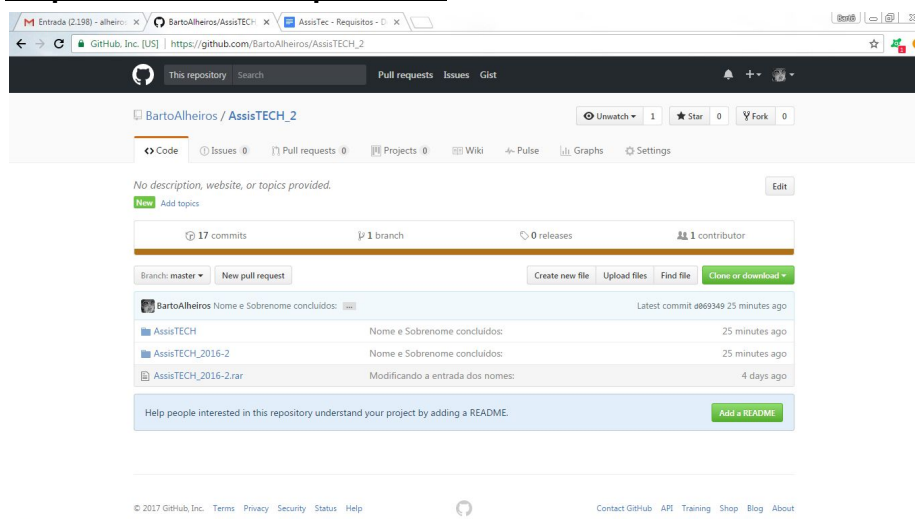 Entrada (2.198) - alheiro
BartoAlheiros/AssisTECH
AssisTec - Requisitos - D
GitHub, Inc. [US] | https://github.com/BartoAlheiros/AssisTECH_2
This repository Search Pull requests Issues Gist
BartoAlheiros / AssisTECH_2
Unwatch 1 Star 0 Fork 0
Code Issues 0 Pull requests 0 Projects 0 Wiki Pulse Graphs Settings
No description, website, or topics provided. Edit
New Add topics
17 commits 1 branch 0 releases 1 contributor
Branch: master New pull request Create new file Upload files Find file Clone or download
BartoAlheiros Nome e Sobrenome concluídos: ... Latest commit d069349 25 minutes ago
AssisTECH Nome e Sobrenome concluídos: 25 minutes ago
AssisTECH_2016-2 Nome e Sobrenome concluídos: 25 minutes ago
AssisTECH_2016-2.rar Modificando a entrada dos nomes: 4 days ago
Help people interested in this repository understand your project by adding a README. Add a README
© 2017 GitHub, Inc. Terms Privacy Security Status Help Contact GitHub API Training Shop Blog About